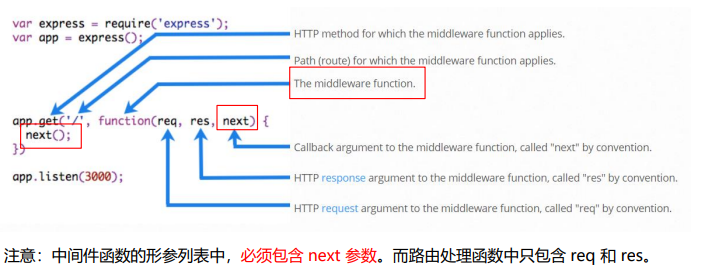 var express = require('express');
var app = express();
HTTP method for which the middleware function applies.
Path (route) for which the middleware function applies.
The middleware function.
app.get('/', function(req, res, next) {
next();
})
Callback argument to the middleware function, called "next" by convention.
app.listen(3000);
HTTP response argument to the middleware function, called "res" by convention.
HTTP request argument to the middleware function, called "req" by convention.
注意：中间件函数的形参列表中，必须包含 next 参数。而路由处理函数中只包含 req 和 res。